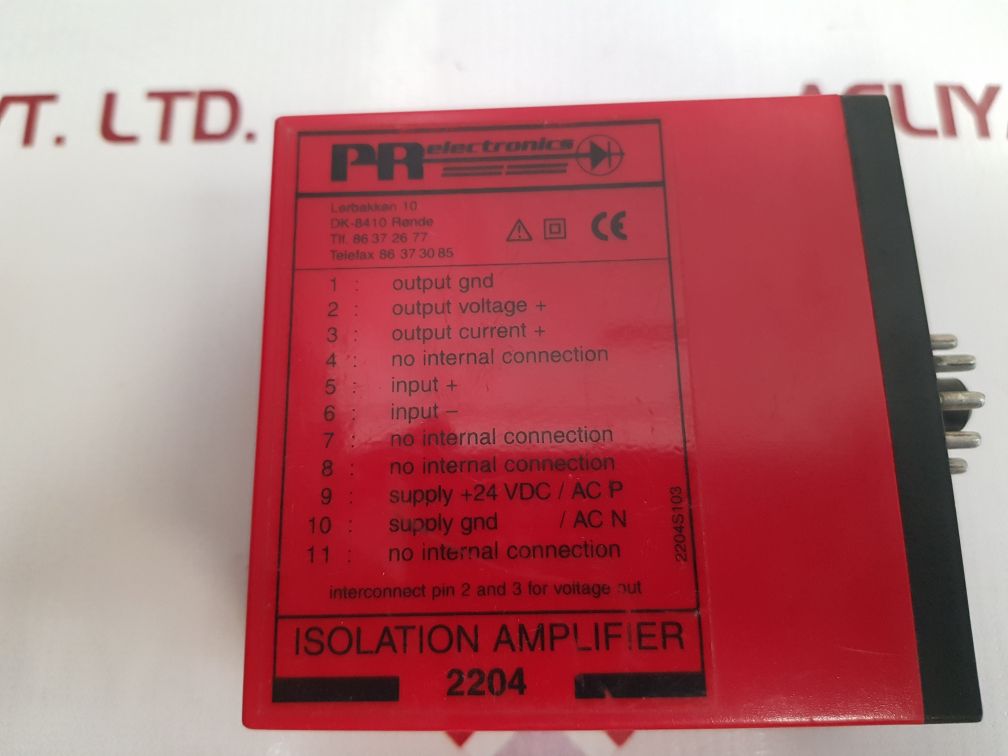 VT. LTD.
AELIY
PR electronics
Lerbakken 10
DK-8410 Rønde
Tlf. 86 37 26 77
Telefax 86 37 30 85
CE
1 : output gnd
2 : output voltage +
3 : output current +
4 : no internal connection
5 : input +
6 : input –
7 : no internal connection
8 : no internal connection
9 : supply +24 VDC / AC P
10 : supply gnd / AC N
11 : no internal connection
2204S103
interconnect pin 2 and 3 for voltage out
ISOLATION AMPLIFIER
2204